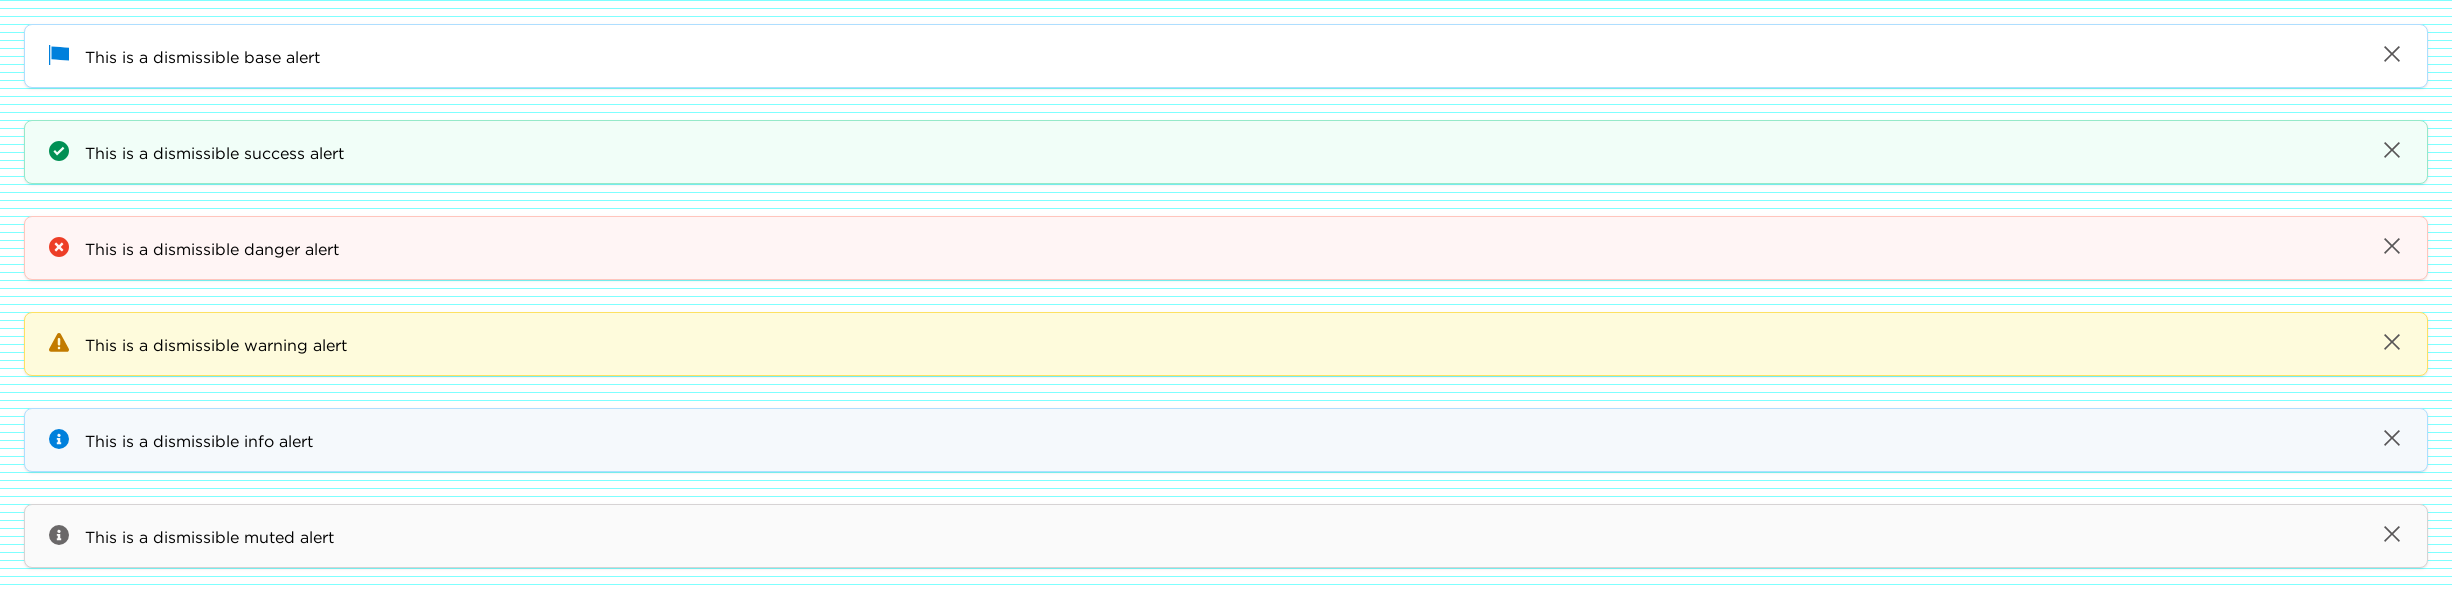 This is a dismissible base alert
This is a dismissible success alert
This is a dismissible danger alert
This is a dismissible warning alert
This is a dismissible info alert
This is a dismissible muted alert